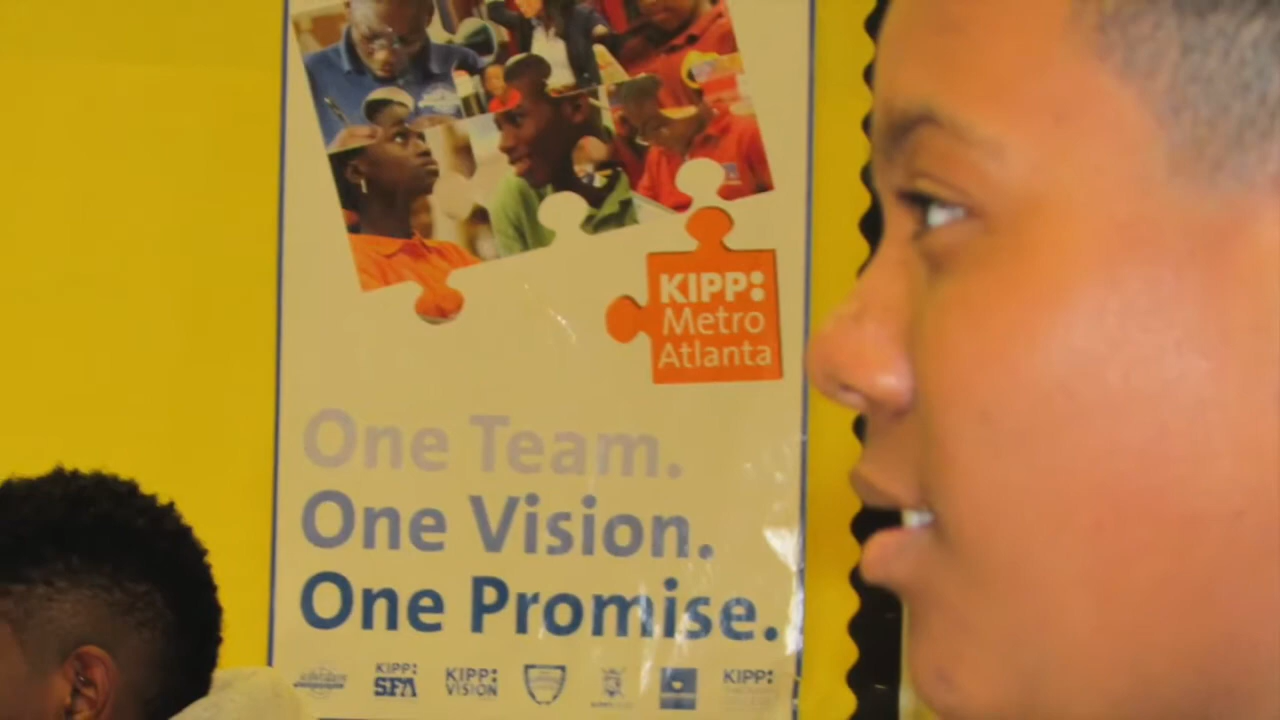 KIPP:
Metro
Atlanta
One Team.
One Vision.
One Promise.
KIPP:
SFA
KIPP:
VISION
KIPP: